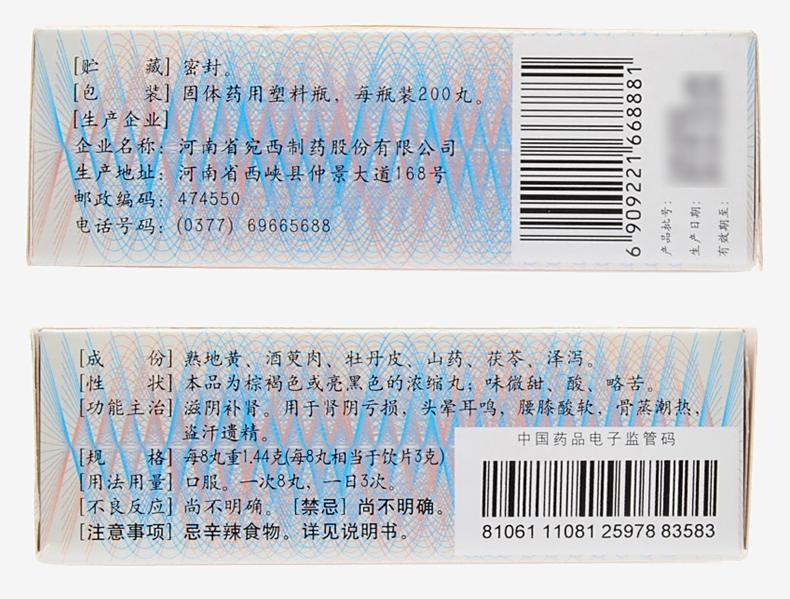 [贮 藏] 密封。
[包 装] 固体药用塑料瓶，每瓶装200丸。
[生产企业]
企业名称：河南省宛西制药股份有限公司
生产地址：河南省西峡县仲景大道168号
邮政编码：474550
电话号码：(0377) 69665688
6 909221 668881
产品批号：
生产日期：
有效期至：
[成 份] 熟地黄、酒萸肉、牡丹皮、山药、茯苓、泽泻。
[性 状] 本品为棕褐色或亮黑色的浓缩丸；味微甜、酸、略苦。
[功能主治] 滋阴补肾。用于肾阴亏损，头晕耳鸣，腰膝酸软，骨蒸潮热，
盗汗遗精。
[规 格] 每8丸重1.44克(每8丸相当于饮片3克)
[用法用量] 口服。一次8丸，一日3次。
[不良反应] 尚不明确。 [禁忌] 尚不明确。
[注意事项] 忌辛辣食物。详见说明书。
中国药品电子监管码
81061 11081 25978 83583